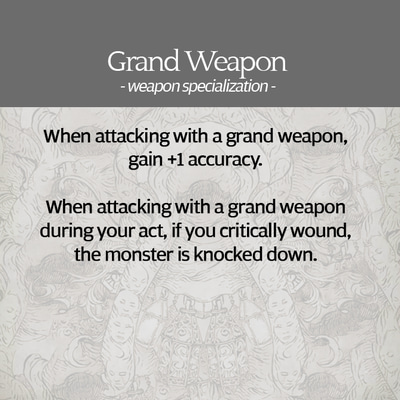 Grand Weapon
- weapon specialization -
When attacking with a grand weapon,
gain +1 accuracy.
When attacking with a grand weapon
during your act, if you critically wound,
the monster is knocked down.